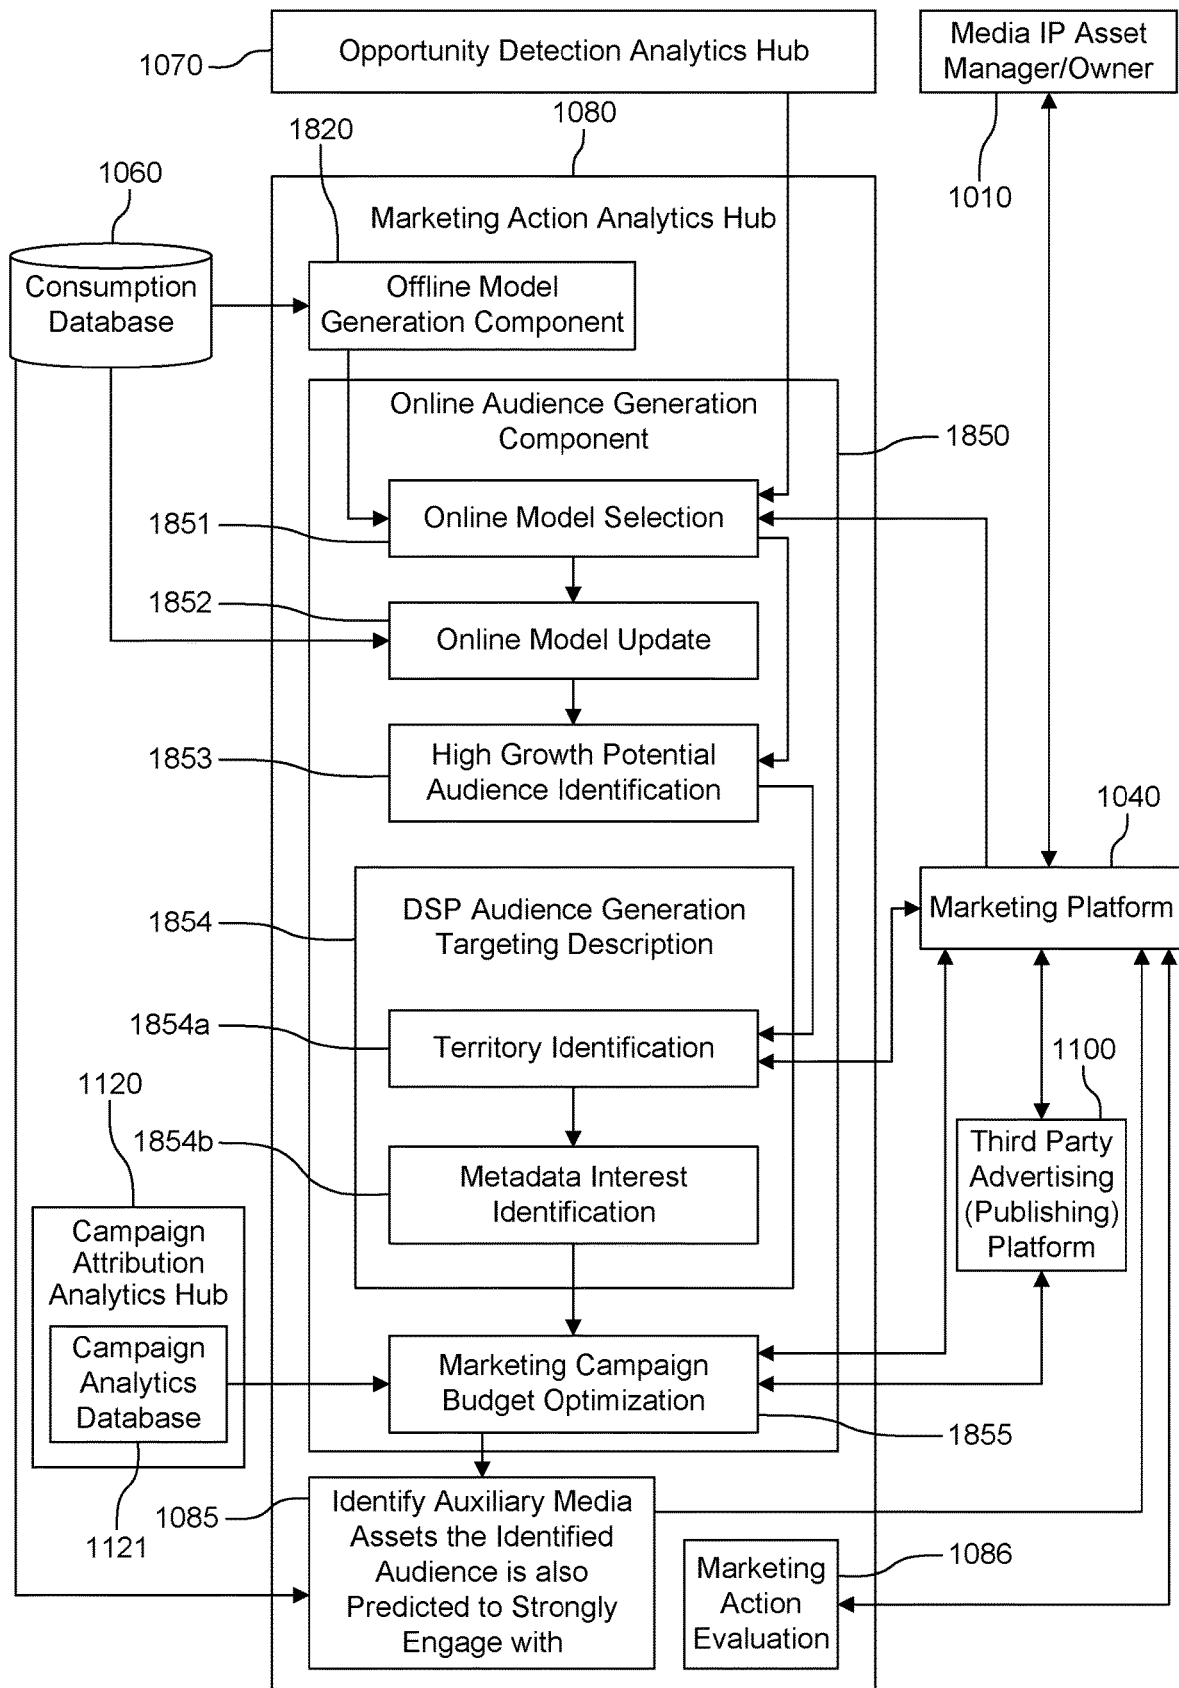 Opportunity Detection Analytics Hub
1070
Media IP Asset
Manager/Owner
1010
1080
1820
1060
Marketing Action Analytics Hub
Consumption
Database
Offline Model
Generation Component
Online Audience Generation
Component
1850
Online Model Selection
1851
1852
Online Model Update
1853
High Growth Potential
Audience Identification
1040
Marketing Platform
1854
DSP Audience Generation
Targeting Description
1854a
Territory Identification
1100
Third Party
Advertising
(Publishing)
Platform
1120
1854b
Metadata Interest
Identification
Campaign
Attribution
Analytics Hub
Campaign
Analytics
Database
1121
Marketing Campaign
Budget Optimization
1855
1085
Identify Auxiliary Media
Assets the Identified
Audience is also
Predicted to Strongly
Engage with
1086
Marketing
Action
Evaluation